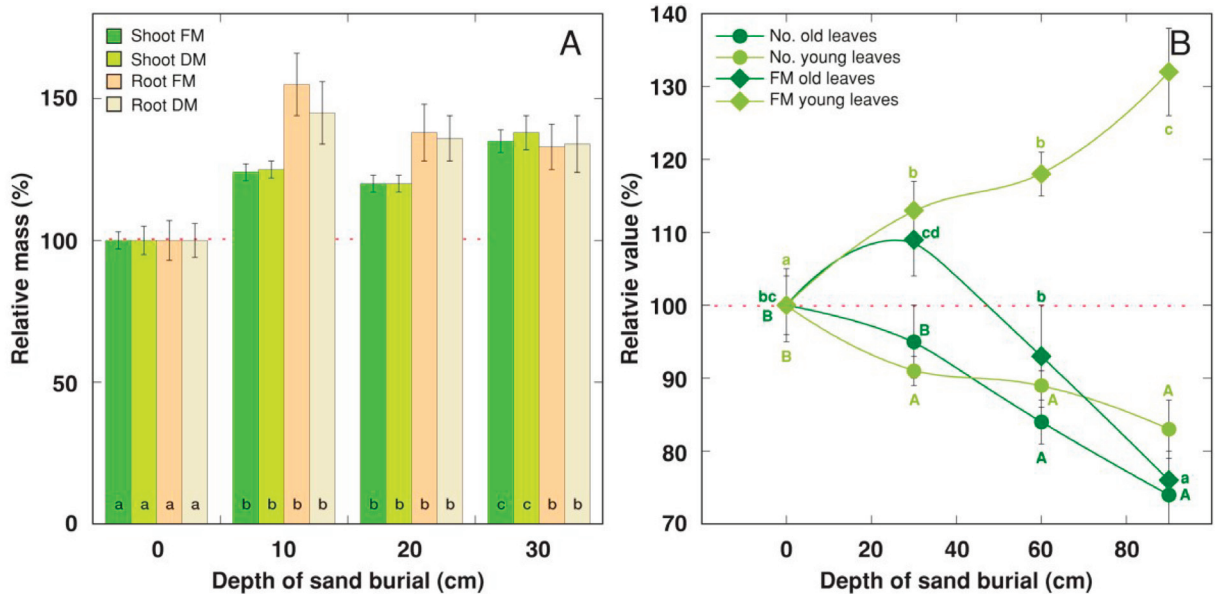 A
Shoot FM
Shoot DM
Root FM
Root DM
Relative mass (%)
150
100
50
0
a a a a b b b b b b b b c c b b
0 10 20 30
Depth of sand burial (cm)
B
No. old leaves
No. young leaves
FM old leaves
FM young leaves
Relatvie value (%)
140
130
120
110
100
90
80
70
a
bc
B
B
b
cd
B
A
b
b
A
A
c
A
a
A
0 20 40 60 80
Depth of sand burial (cm)